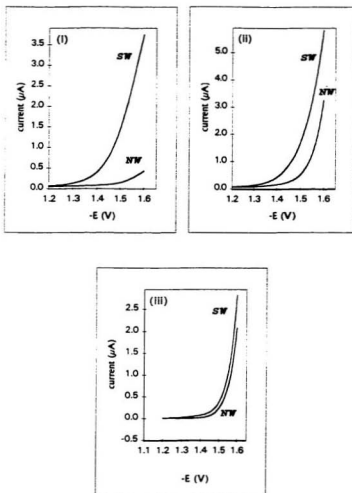 (i)
3.5
3.0
2.5
2.0
1.5
1.0
0.5
0.0
current (μA)
SW
NW
1.2 1.3 1.4 1.5 1.6
-E (V)
(ii)
5.0
4.0
3.0
2.0
1.0
0.0
current (μA)
SW
NW
1.2 1.3 1.4 1.5 1.6
-E (V)
(iii)
2.5
2.0
1.5
1.0
0.5
0.0
-0.5
current (μA)
SW
NW
1.1 1.2 1.3 1.4 1.5 1.6
-E (V)